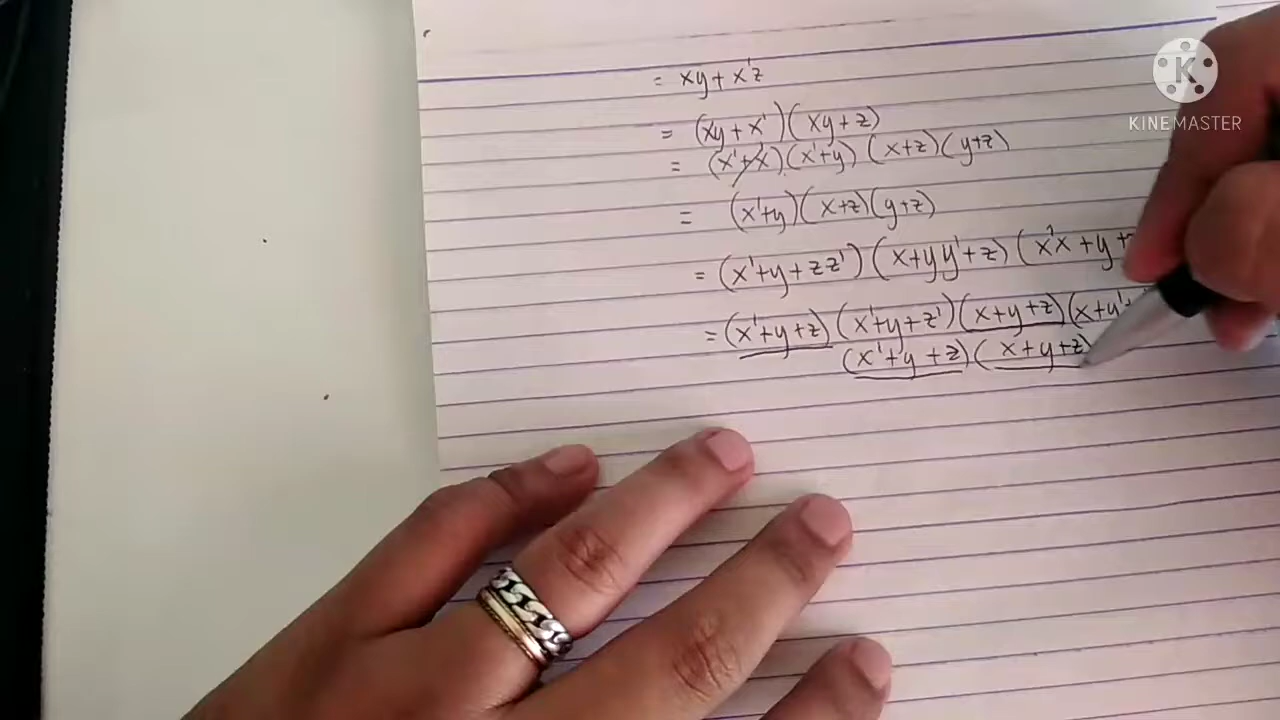 = xy + x'z
= (xy + x')(xy + z)
= (x'+x)(x'+y)(x+z)(y+z)
= (x'+y)(x+z)(y+z)
= (x'+y+zz')(x+yy'+z)(x'x+y+
= (x'+y+z)(x'+y+z')(x+y+z)(x+y'+
(x'+y+z)(x+y+z)
K
KINEMASTER